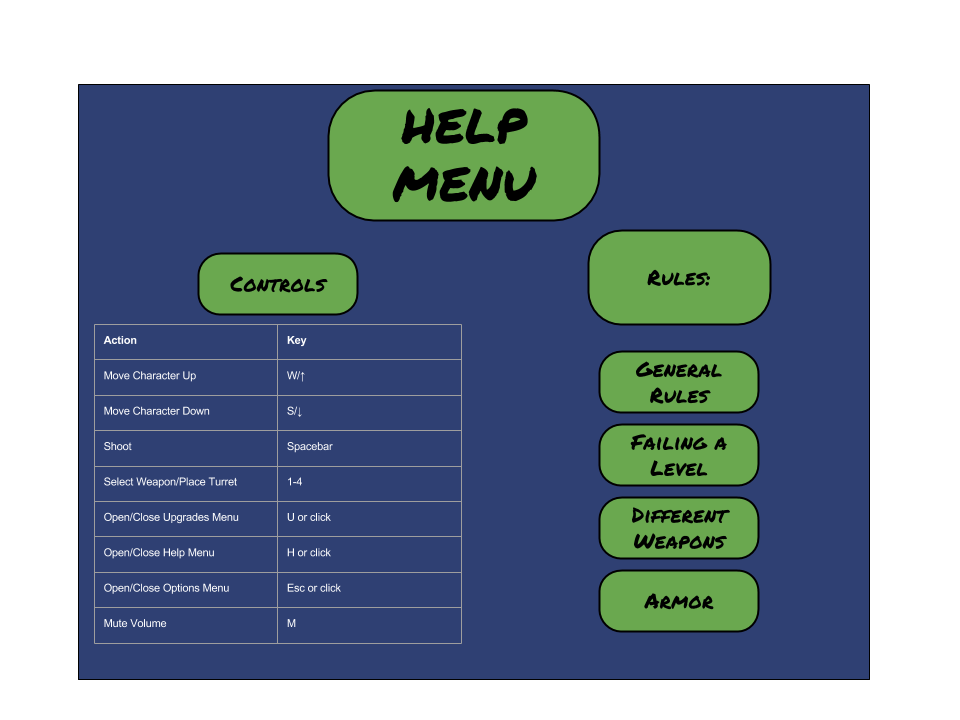 HELP
MENU
CONTROLS
Action Key
Move Character Up W/↑
Move Character Down S/↓
Shoot Spacebar
Select Weapon/Place Turret 1-4
Open/Close Upgrades Menu U or click
Open/Close Help Menu H or click
Open/Close Options Menu Esc or click
Mute Volume M
RULES:
GENERAL
RULES
FAILING A
LEVEL
DIFFERENT
WEAPONS
ARMOR